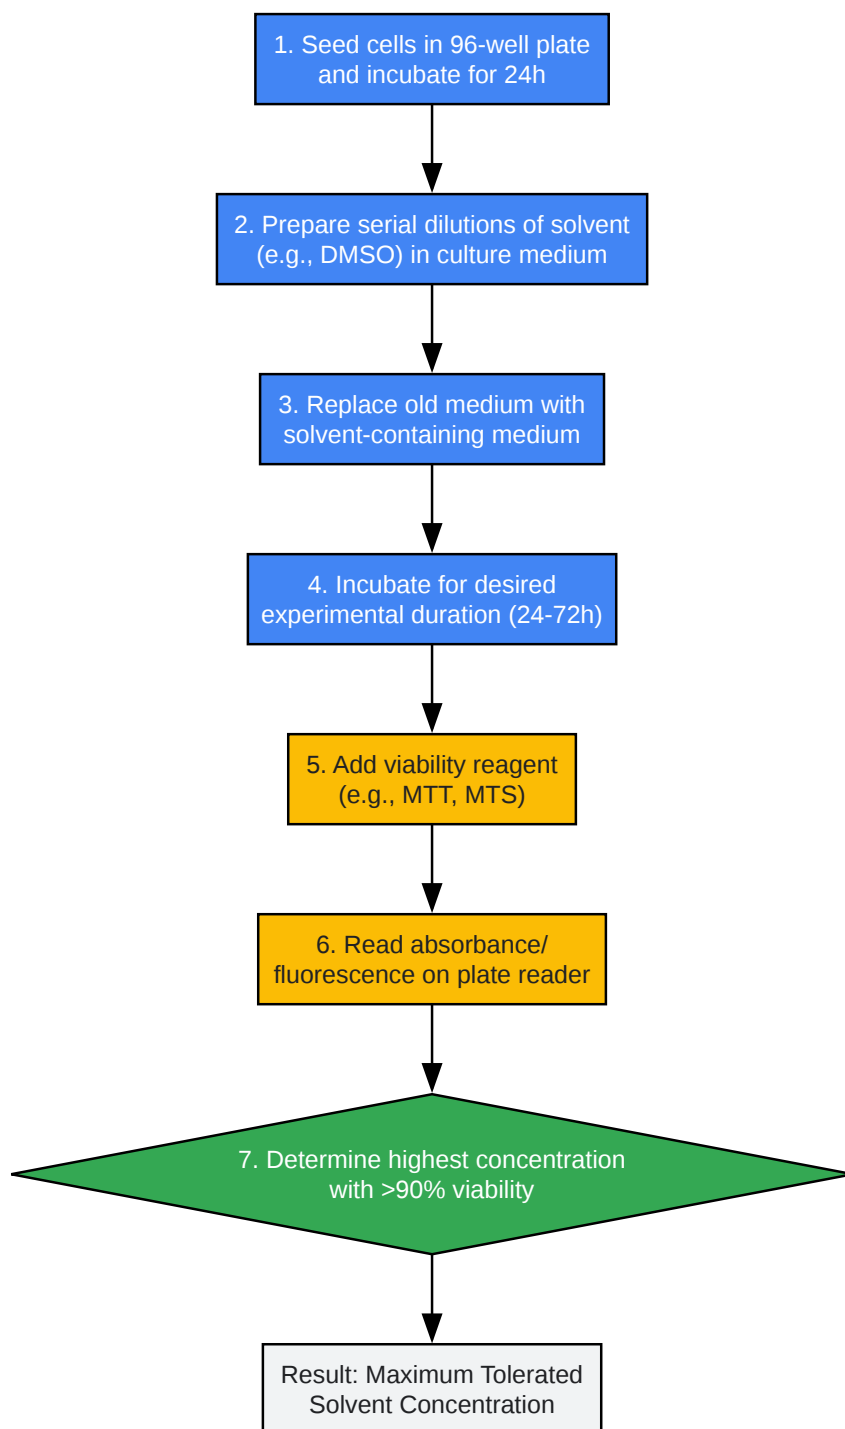 1. Seed cells in 96-well plate
and incubate for 24h
2. Prepare serial dilutions of solvent
(e.g., DMSO) in culture medium
3. Replace old medium with
solvent-containing medium
4. Incubate for desired
experimental duration (24-72h)
5. Add viability reagent
(e.g., MTT, MTS)
6. Read absorbance/
fluorescence on plate reader
7. Determine highest concentration
with >90% viability
Result: Maximum Tolerated
Solvent Concentration